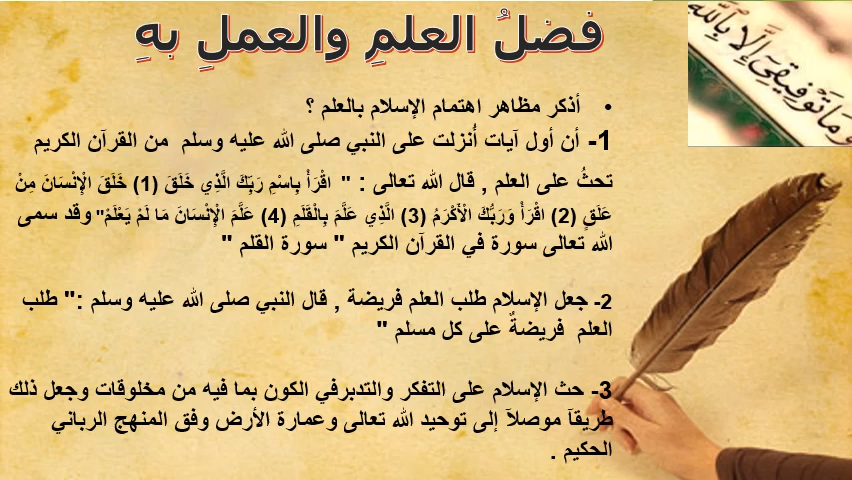 فضلُ العلمِ والعملِ بهِ
وَمَا تَوْفِيقِي إِلَّا بِاللَّهِ
• أذكر مظاهر اهتمام الإسلام بالعلم ؟
1- أن أول آيات أُنزلت على النبي صلى الله عليه وسلم من القرآن الكريم
تحثُ على العلم , قال الله تعالى : " اقْرَأْ بِاسْمِ رَبِّكَ الَّذِي خَلَقَ (1) خَلَقَ الْإِنْسَانَ مِنْ
عَلَقٍ (2) اقْرَأْ وَرَبُّكَ الْأَكْرَمُ (3) الَّذِي عَلَّمَ بِالْقَلَمِ (4) عَلَّمَ الْإِنْسَانَ مَا لَمْ يَعْلَمْ" وقد سمى
الله تعالى سورة في القرآن الكريم " سورة القلم "
2- جعل الإسلام طلب العلم فريضة , قال النبي صلى الله عليه وسلم :" طلب
العلم فريضةٌ على كل مسلم "
3- حث الإسلام على التفكر والتدبرفي الكون بما فيه من مخلوقات وجعل ذلك
طريقآ موصلآ إلى توحيد الله تعالى وعمارة الأرض وفق المنهج الرباني
الحكيم .